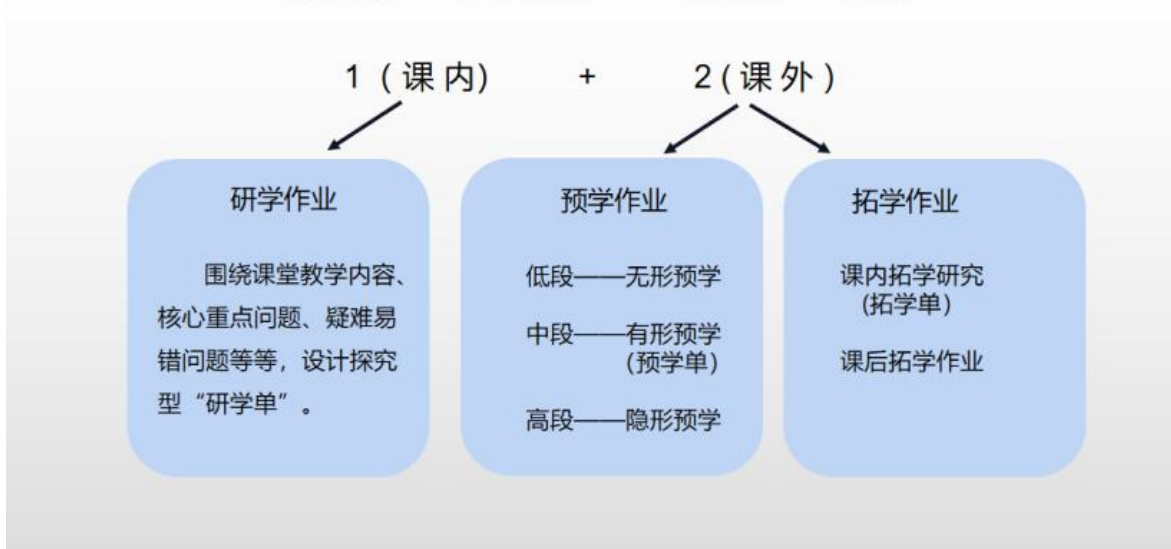 1（课内） + 2（课外）
研学作业
围绕课堂教学内容、
核心重点问题、疑难易
错问题等等，设计探究
型“研学单”。
预学作业
低段——无形预学
中段——有形预学
（预学单）
高段——隐形预学
拓学作业
课内拓学研究
（拓学单）
课后拓学作业